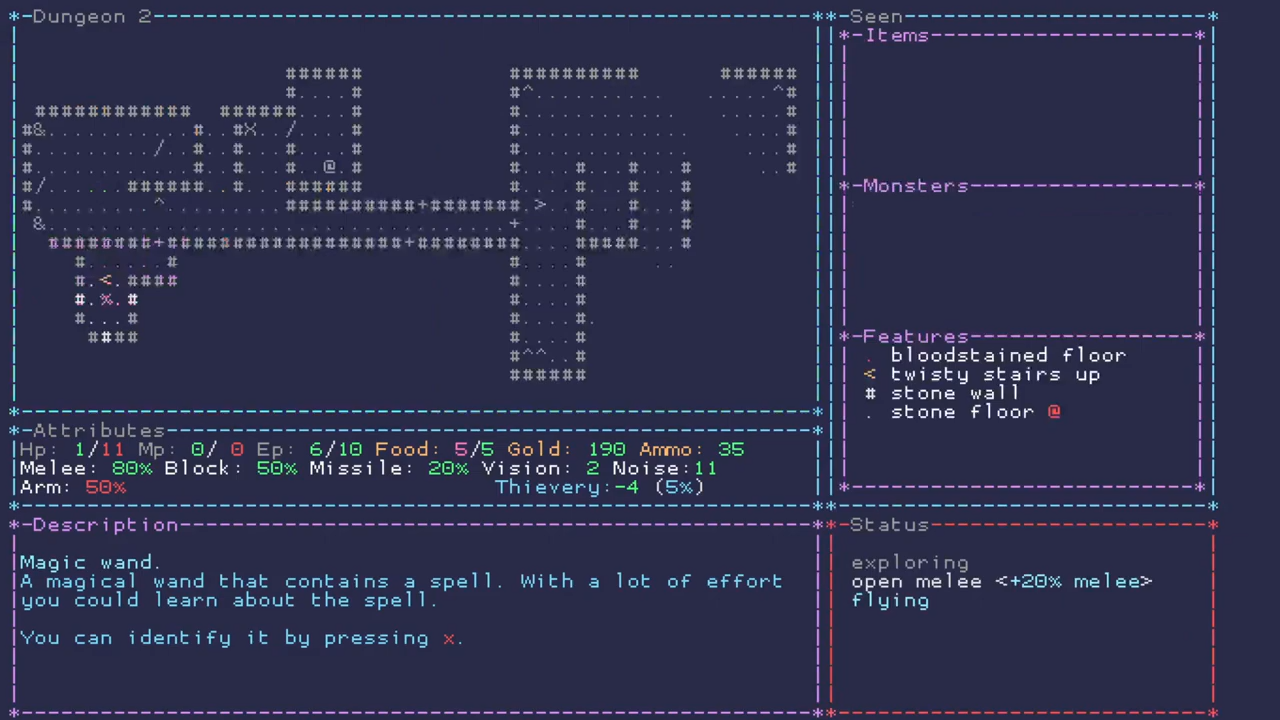 Dungeon 2
Seen
Items
Monsters
Features
. bloodstained floor
< twisty stairs up
# stone wall
. stone floor @
Attributes
Hp: 1/11 Mp: 0/ 0 Ep: 6/10 Food: 5/5 Gold: 190 Ammo: 35
Melee: 80% Block: 50% Missile: 20% Vision: 2 Noise:11
Arm: 50% Thievery:-4 (5%)
Description
Magic wand.
A magical wand that contains a spell. With a lot of effort
you could learn about the spell.
You can identify it by pressing x.
Status
exploring
open melee <+20% melee>
flying